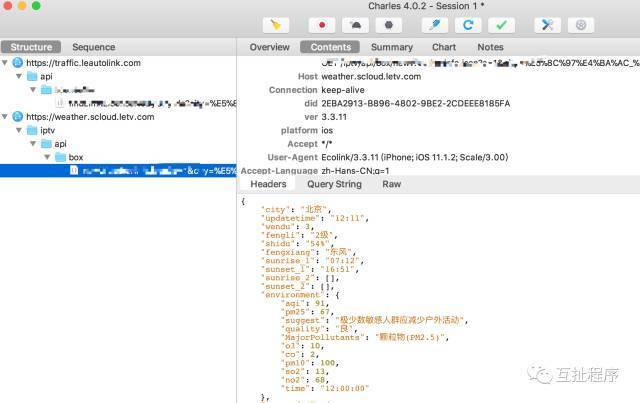 Charles 4.0.2 - Session 1 *
Structure Sequence
Overview Contents Summary Chart Notes
https://traffic.leautolink.com
api
https://weather.scloud.letv.com
iptv
api
box
Host weather.scloud.letv.com
Connection keep-alive
did 2EBA2913-B896-4802-9BE2-2CDEEE8185FA
ver 3.3.11
platform ios
Accept */*
User-Agent Ecolink/3.3.11 (iPhone; iOS 11.1.2; Scale/3.00)
Accept-Language zh-Hans-CN;q=1
Headers Query String Raw
{
"city": "北京",
"updatetime": "12:11",
"wendu": 3,
"fengli": "2级",
"shidu": "54%",
"fengxiang": "东风",
"sunrise_1": "07:12",
"sunset_1": "16:51",
"sunrise_2": [],
"sunset_2": [],
"environment": {
"aqi": 91,
"pm25": 67,
"suggest": "极少数敏感人群应减少户外活动",
"quality": "良",
"MajorPollutants": "颗粒物(PM2.5)",
"o3": 10,
"co": 2,
"pm10": 100,
"so2": 13,
"no2": 68,
"time": "12:00:00"
},
互扯程序